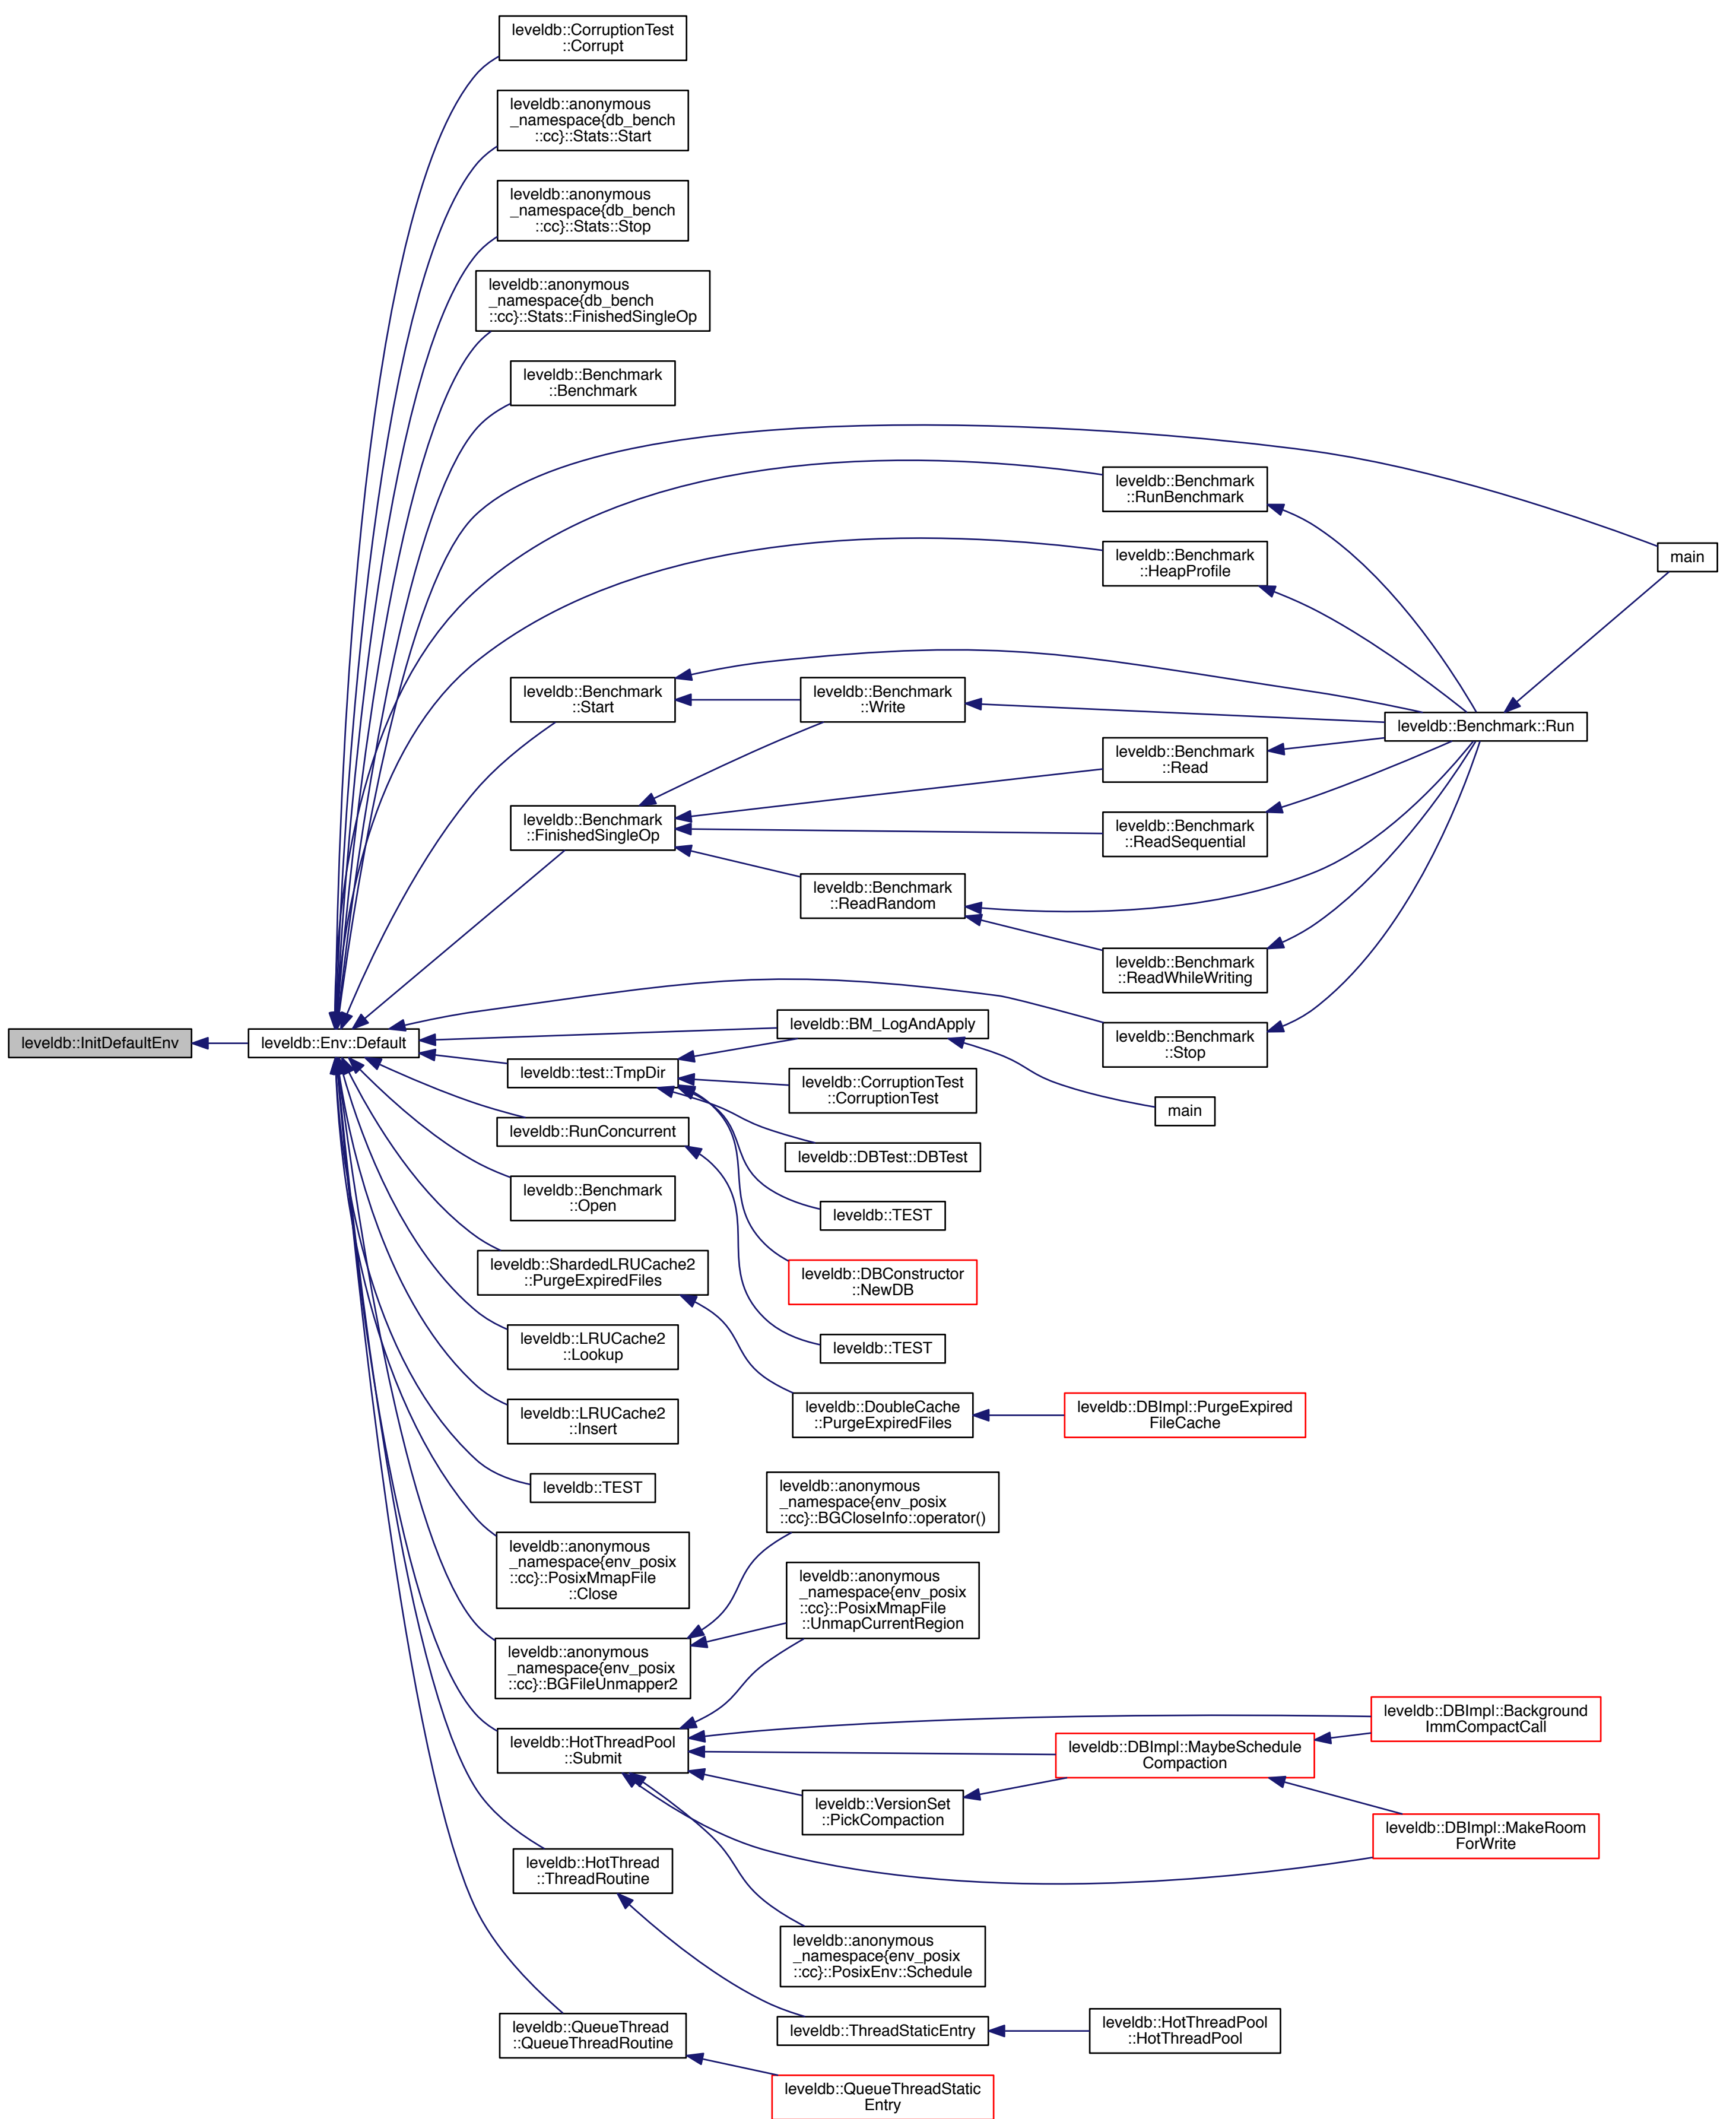 leveldb::CorruptionTest
::Corrupt
leveldb::anonymous
_namespace{db_bench
::cc}::Stats::Start
leveldb::anonymous
_namespace{db_bench
::cc}::Stats::Stop
leveldb::anonymous
_namespace{db_bench
::cc}::Stats::FinishedSingleOp
leveldb::Benchmark
::Benchmark
leveldb::Benchmark
::RunBenchmark
main
leveldb::Benchmark
::HeapProfile
leveldb::Benchmark
::Start
leveldb::Benchmark
::Write
leveldb::Benchmark::Run
leveldb::Benchmark
::Read
leveldb::Benchmark
::FinishedSingleOp
leveldb::Benchmark
::ReadSequential
leveldb::Benchmark
::ReadRandom
leveldb::Benchmark
::ReadWhileWriting
leveldb::InitDefaultEnv
leveldb::Env::Default
leveldb::BM_LogAndApply
leveldb::Benchmark
::Stop
leveldb::test::TmpDir
leveldb::CorruptionTest
::CorruptionTest
main
leveldb::RunConcurrent
leveldb::DBTest::DBTest
leveldb::Benchmark
::Open
leveldb::TEST
leveldb::ShardedLRUCache2
::PurgeExpiredFiles
leveldb::DBConstructor
::NewDB
leveldb::LRUCache2
::Lookup
leveldb::TEST
leveldb::LRUCache2
::Insert
leveldb::DoubleCache
::PurgeExpiredFiles
leveldb::DBImpl::PurgeExpired
FileCache
leveldb::TEST
leveldb::anonymous
_namespace{env_posix
::cc}::BGCloseInfo::operator()
leveldb::anonymous
_namespace{env_posix
::cc}::PosixMmapFile
::Close
leveldb::anonymous
_namespace{env_posix
::cc}::PosixMmapFile
::UnmapCurrentRegion
leveldb::anonymous
_namespace{env_posix
::cc}::BGFileUnmapper2
leveldb::HotThreadPool
::Submit
leveldb::DBImpl::Background
ImmCompactCall
leveldb::DBImpl::MaybeSchedule
Compaction
leveldb::VersionSet
::PickCompaction
leveldb::DBImpl::MakeRoom
ForWrite
leveldb::HotThread
::ThreadRoutine
leveldb::anonymous
_namespace{env_posix
::cc}::PosixEnv::Schedule
leveldb::QueueThread
::QueueThreadRoutine
leveldb::ThreadStaticEntry
leveldb::HotThreadPool
::HotThreadPool
leveldb::QueueThreadStatic
Entry